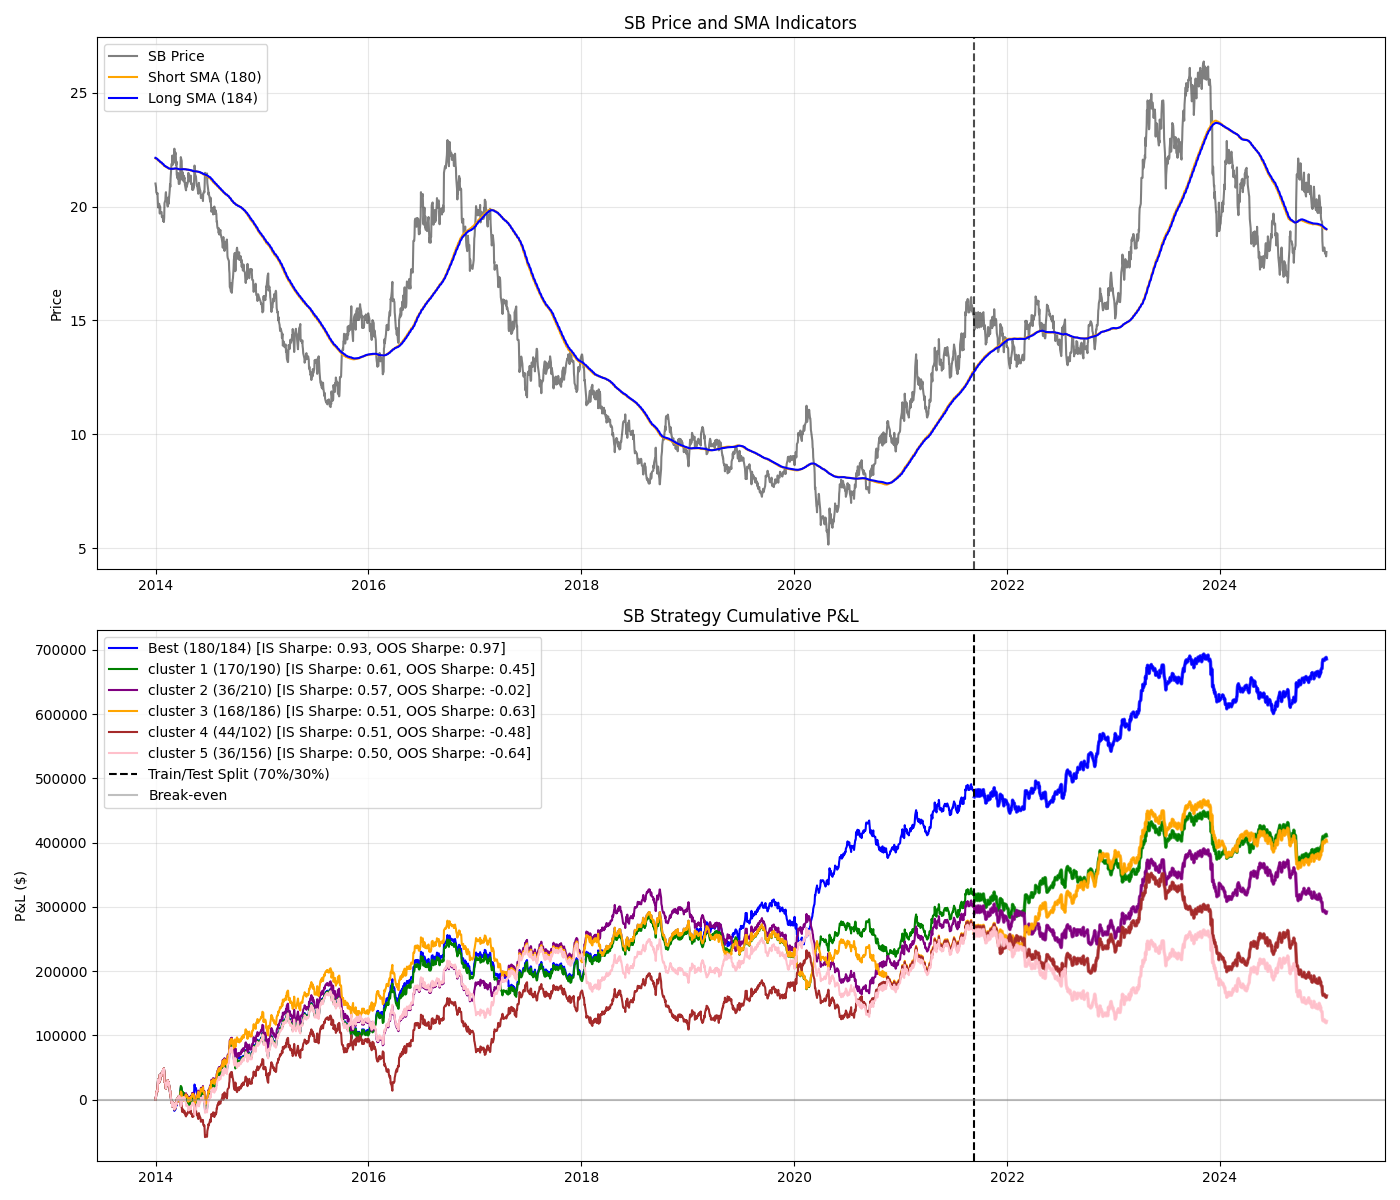 SB Price and SMA Indicators
SB Price
Short SMA (180)
Long SMA (184)
Price
25
20
15
10
5
2014
2016
2018
2020
2022
2024
SB Strategy Cumulative P&L
Best (180/184) [IS Sharpe: 0.93, OOS Sharpe: 0.97]
cluster 1 (170/190) [IS Sharpe: 0.61, OOS Sharpe: 0.45]
cluster 2 (36/210) [IS Sharpe: 0.57, OOS Sharpe: -0.02]
cluster 3 (168/186) [IS Sharpe: 0.51, OOS Sharpe: 0.63]
cluster 4 (44/102) [IS Sharpe: 0.51, OOS Sharpe: -0.48]
cluster 5 (36/156) [IS Sharpe: 0.50, OOS Sharpe: -0.64]
Train/Test Split (70%/30%)
Break-even
P&L ($)
700000
600000
500000
400000
300000
200000
100000
0
2014
2016
2018
2020
2022
2024